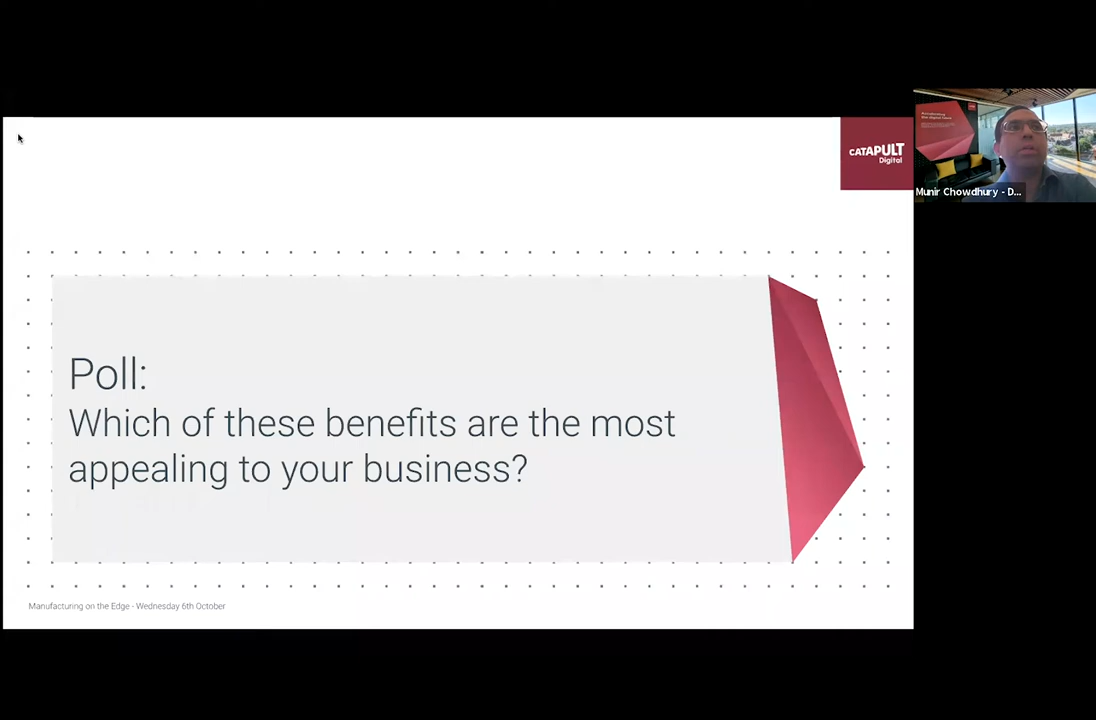 CATAPULT
Digital
Accelerating
Munir Chowdhury - D...
Poll:
Which of these benefits are the most
appealing to your business?
Manufacturing on the Edge - Wednesday 6th October